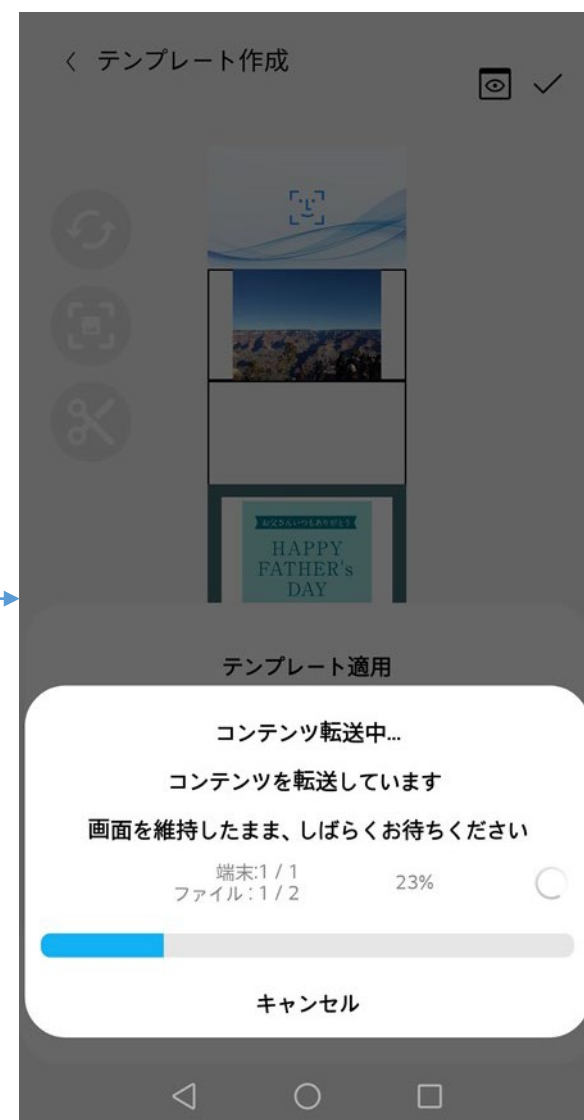 テンプレート作成
お父さんいつもありがとう
HAPPY
FATHER's
DAY
テンプレート適用
コンテンツ転送中...
コンテンツを転送しています
画面を維持したまま、しばらくお待ちください
端末:1 / 1
ファイル : 1 / 2
23%
キャンセル